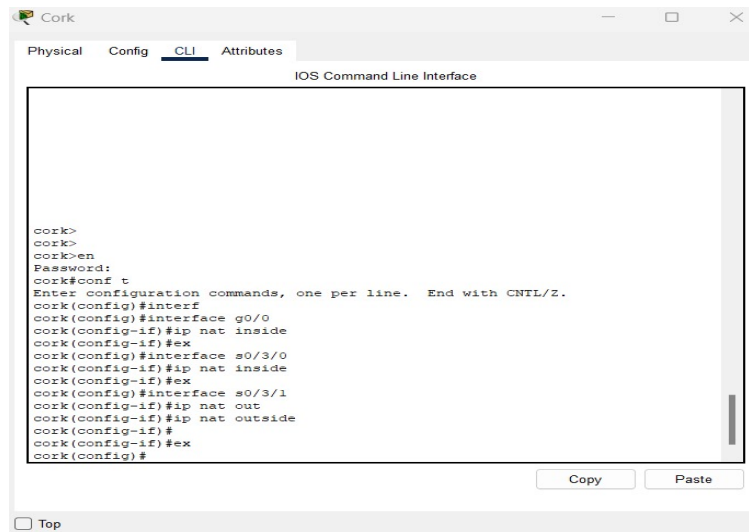 Cork
Physical Config CLI Attributes
IOS Command Line Interface
cork>
cork>
cork>en
Password:
cork#conf t
Enter configuration commands, one per line. End with CNTL/Z.
cork(config)#interf
cork(config)#interface g0/0
cork(config-if)#ip nat inside
cork(config-if)#ex
cork(config)#interface s0/3/0
cork(config-if)#ip nat inside
cork(config-if)#ex
cork(config)#interface s0/3/1
cork(config-if)#ip nat out
cork(config-if)#ip nat outside
cork(config-if)#
cork(config-if)#ex
cork(config)#
Copy Paste
Top